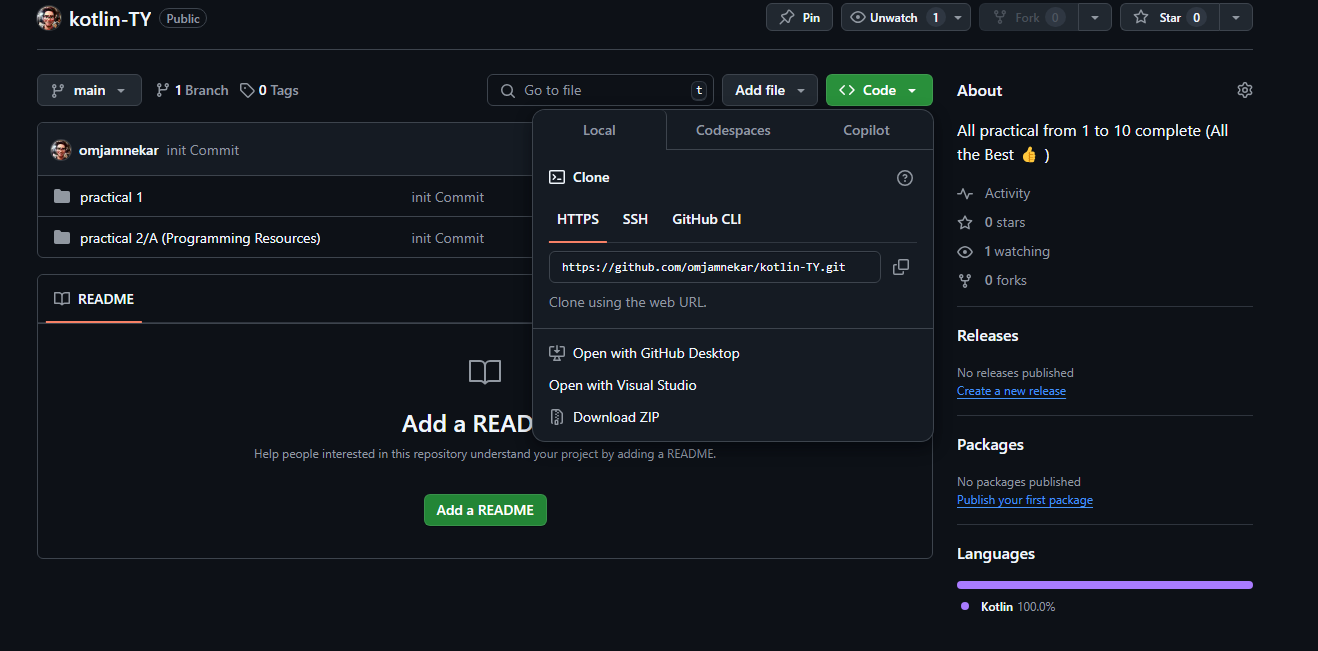 kotlin-TY Public
Pin
Unwatch 1
Fork 0
Star 0
main
1 Branch
0 Tags
Go to file t
Add file
<> Code
omjamnekar init Commit
practical 1 init Commit
practical 2/A (Programming Resources) init Commit
README
Add a READ
Help people interested in this repository understand your project by adding a README.
Add a README
Local Codespaces Copilot
Clone
HTTPS SSH GitHub CLI
https://github.com/omjamnekar/kotlin-TY.git
Clone using the web URL.
Open with GitHub Desktop
Open with Visual Studio
Download ZIP
About
All practical from 1 to 10 complete (All
the Best 👍 )
Activity
0 stars
1 watching
0 forks
Releases
No releases published
Create a new release
Packages
No packages published
Publish your first package
Languages
Kotlin 100.0%